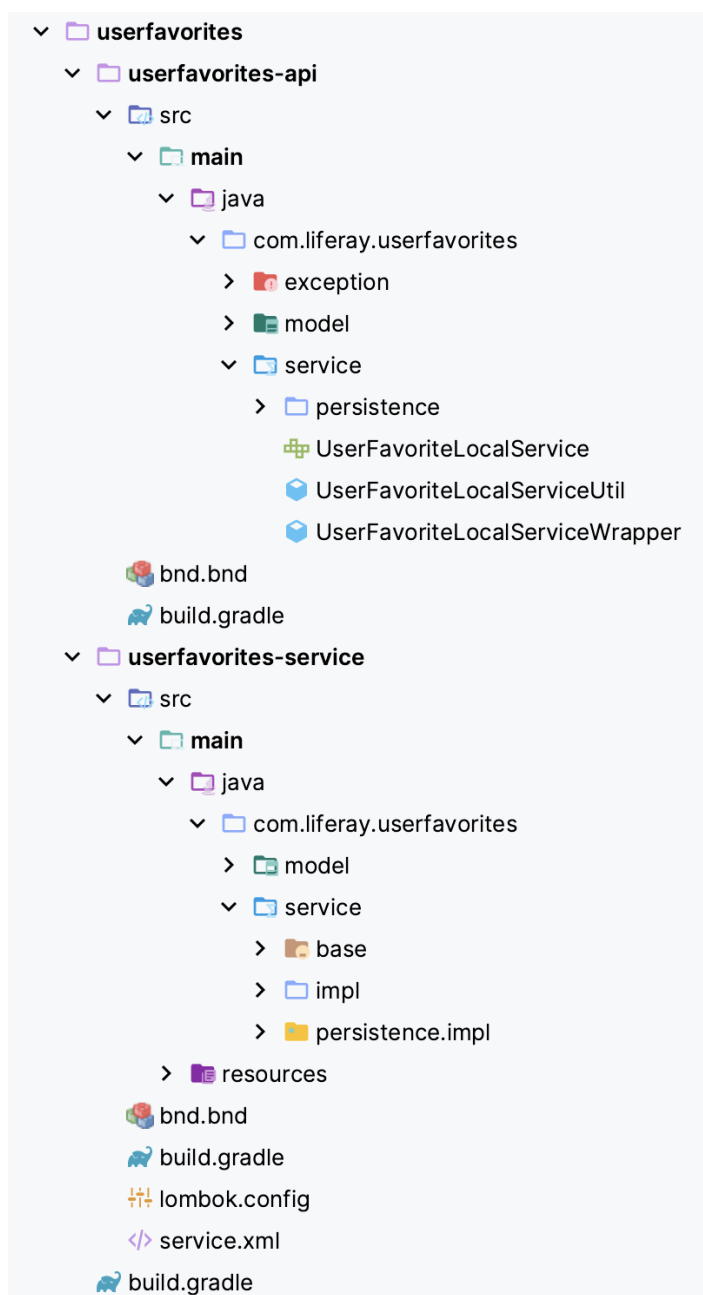 userfavorites
userfavorites-api
src
main
java
com.liferay.userfavorites
exception
model
service
persistence
UserFavoriteLocalService
UserFavoriteLocalServiceUtil
UserFavoriteLocalServiceWrapper
bnd.bnd
build.gradle
userfavorites-service
src
main
java
com.liferay.userfavorites
model
service
base
impl
persistence.impl
resources
bnd.bnd
build.gradle
lombok.config
service.xml
build.gradle